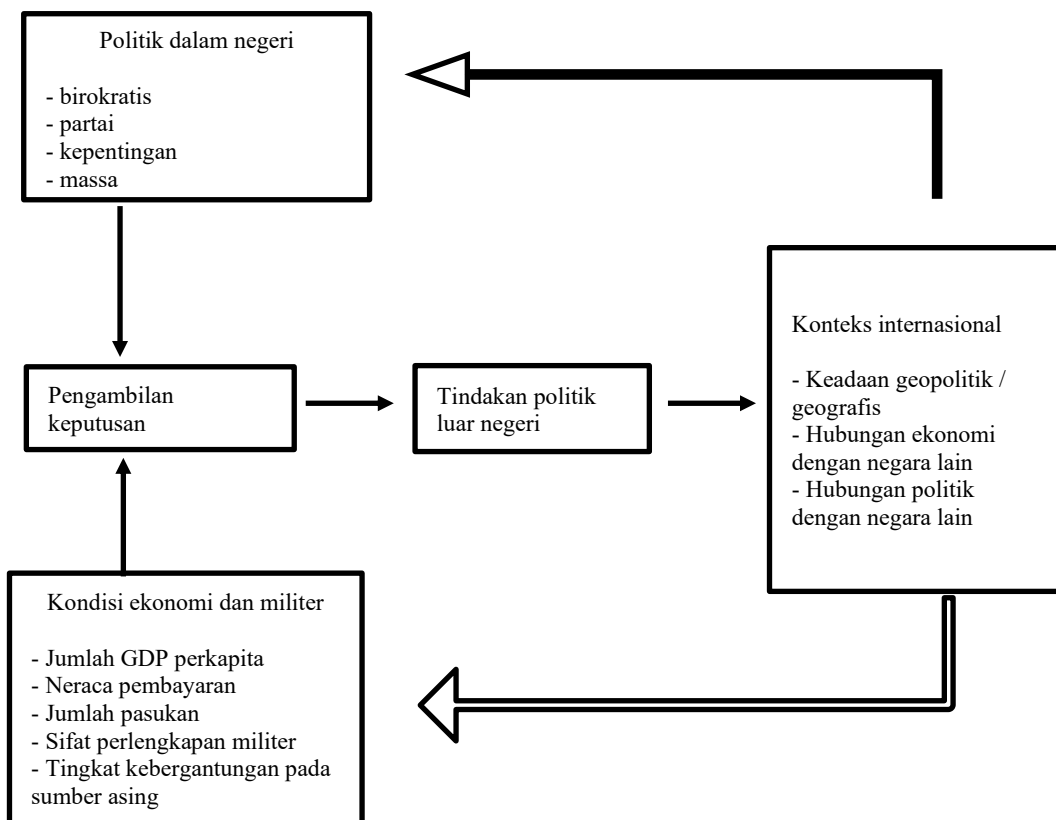 Politik dalam negeri
- birokratis
- partai
- kepentingan
- massa
Pengambilan
keputusan
Tindakan politik
luar negeri
Konteks internasional
- Keadaan geopolitik /
geografis
- Hubungan ekonomi
dengan negara lain
- Hubungan politik
dengan negara lain
Kondisi ekonomi dan militer
- Jumlah GDP perkapita
- Neraca pembayaran
- Jumlah pasukan
- Sifat perlengkapan militer
- Tingkat kebergantungan pada
sumber asing